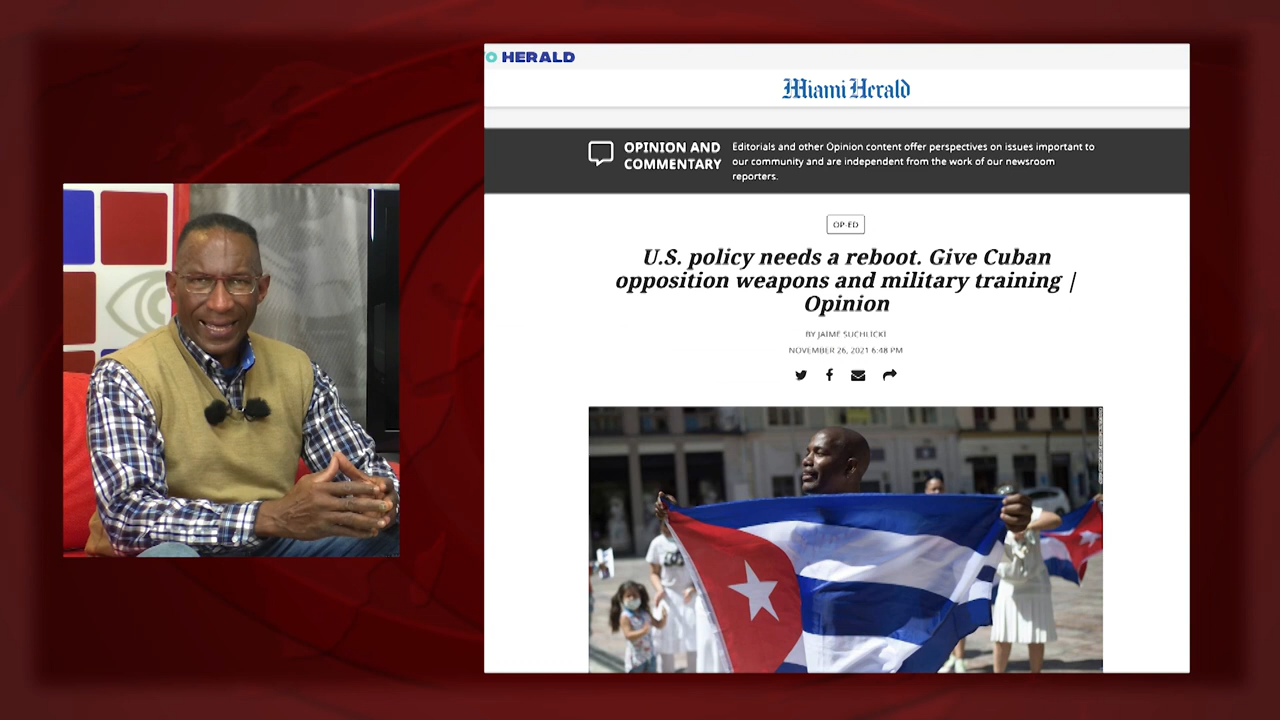 HERALD
Miami Herald
OPINION AND
COMMENTARY
Editorials and other Opinion content offer perspectives on issues important to
our community and are independent from the work of our newsroom
reporters.
OP-ED
U.S. policy needs a reboot. Give Cuban
opposition weapons and military training |
Opinion
BY JAIME SUCHLICKI
NOVEMBER 26, 2021 6:48 PM